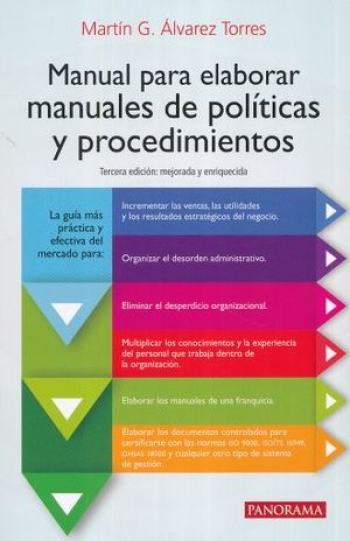 Martín G. Álvarez Torres
Manual para elaborar
manuales de políticas
y procedimientos
Tercera edición: mejorada y enriquecida
La guía más
práctica y
efectiva del
mercado para:
Incrementar las ventas, las utilidades
y los resultados estratégicos del negocio.
Organizar el desorden administrativo.
Eliminar el desperdicio organizacional.
Multiplicar los conocimientos y la experiencia
del personal que trabaja dentro de
la organización.
Elaborar los manuales de una franquicia.
Elaborar los documentos controlados para
certificarse con las normas ISO 9000, ISO/TS 16949,
OHSAS 18000 y cualquier otro tipo de sistema
de gestión.
PANORAMA